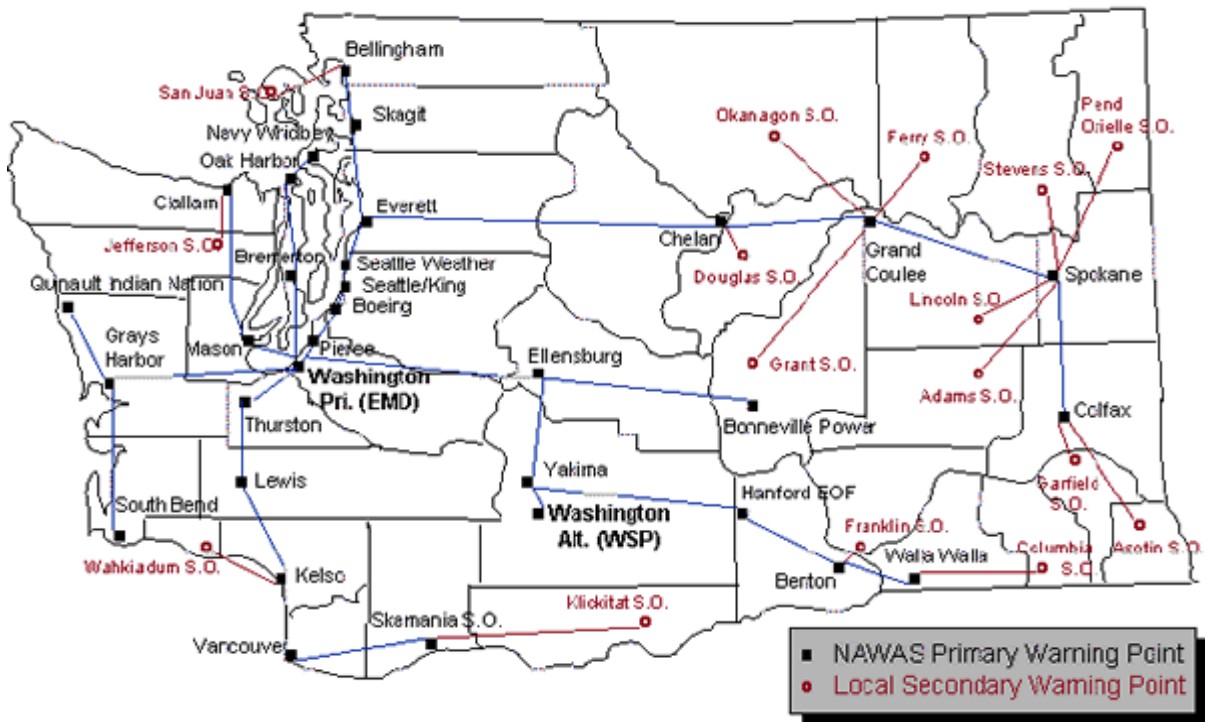 Bellingham
San Juan S.O.
Skagit
Navy Whidbey
Oak Harbor
Clallam
Jefferson S.O.
Everett
Bremerton
Seattle Weather
Seattle/King
Boeing
Quinault Indian Nation
Grays
Harbor
Mason
Pierce
Washington
Pri. (EMD)
Thurston
Lewis
South Bend
Wahkiadum S.O.
Kelso
Vancouver
Skamania S.O.
Klickitat S.O.
Okanagon S.O.
Ferry S.O.
Pend
Orielle S.O.
Stevens S.O.
Chelan
Douglas S.O.
Grand
Coulee
Spokane
Lincoln S.O.
Grant S.O.
Adams S.O.
Ellensburg
Bonneville Power
Colfax
Yakima
Washington
Alt. (WSP)
Hanford EOF
Garfield
S.O.
Franklin S.O.
Walla Walla
Columbia
S.O.
Asotin S.O.
Benton
NAWAS Primary Warning Point
Local Secondary Warning Point